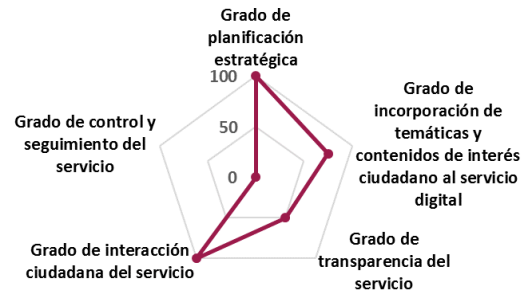 Grado de
planificación
estratégica
100
50
0
Grado de
incorporación de
temáticas y
contenidos de interés
ciudadano al servicio
digital
Grado de
transparencia del
servicio
Grado de interacción
ciudadana del servicio
Grado de control y
seguimiento del
servicio